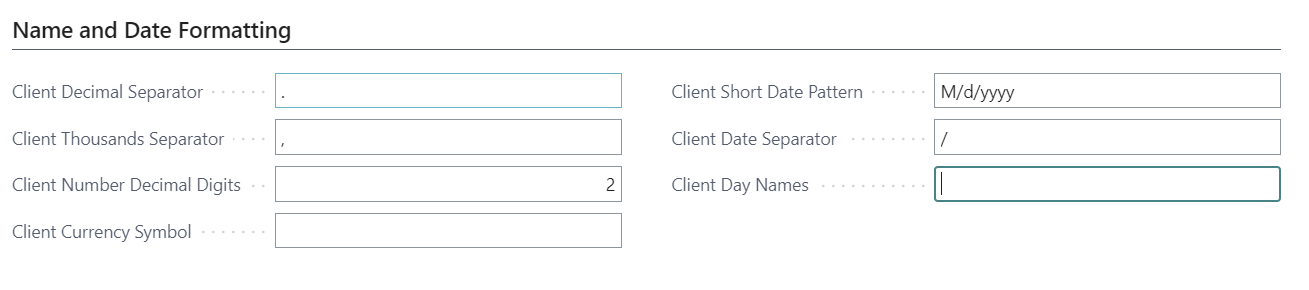 Name and Date Formatting
Client Decimal Separator .
Client Thousands Separator ,
Client Number Decimal Digits 2
Client Currency Symbol
Client Short Date Pattern M/d/yyyy
Client Date Separator /
Client Day Names